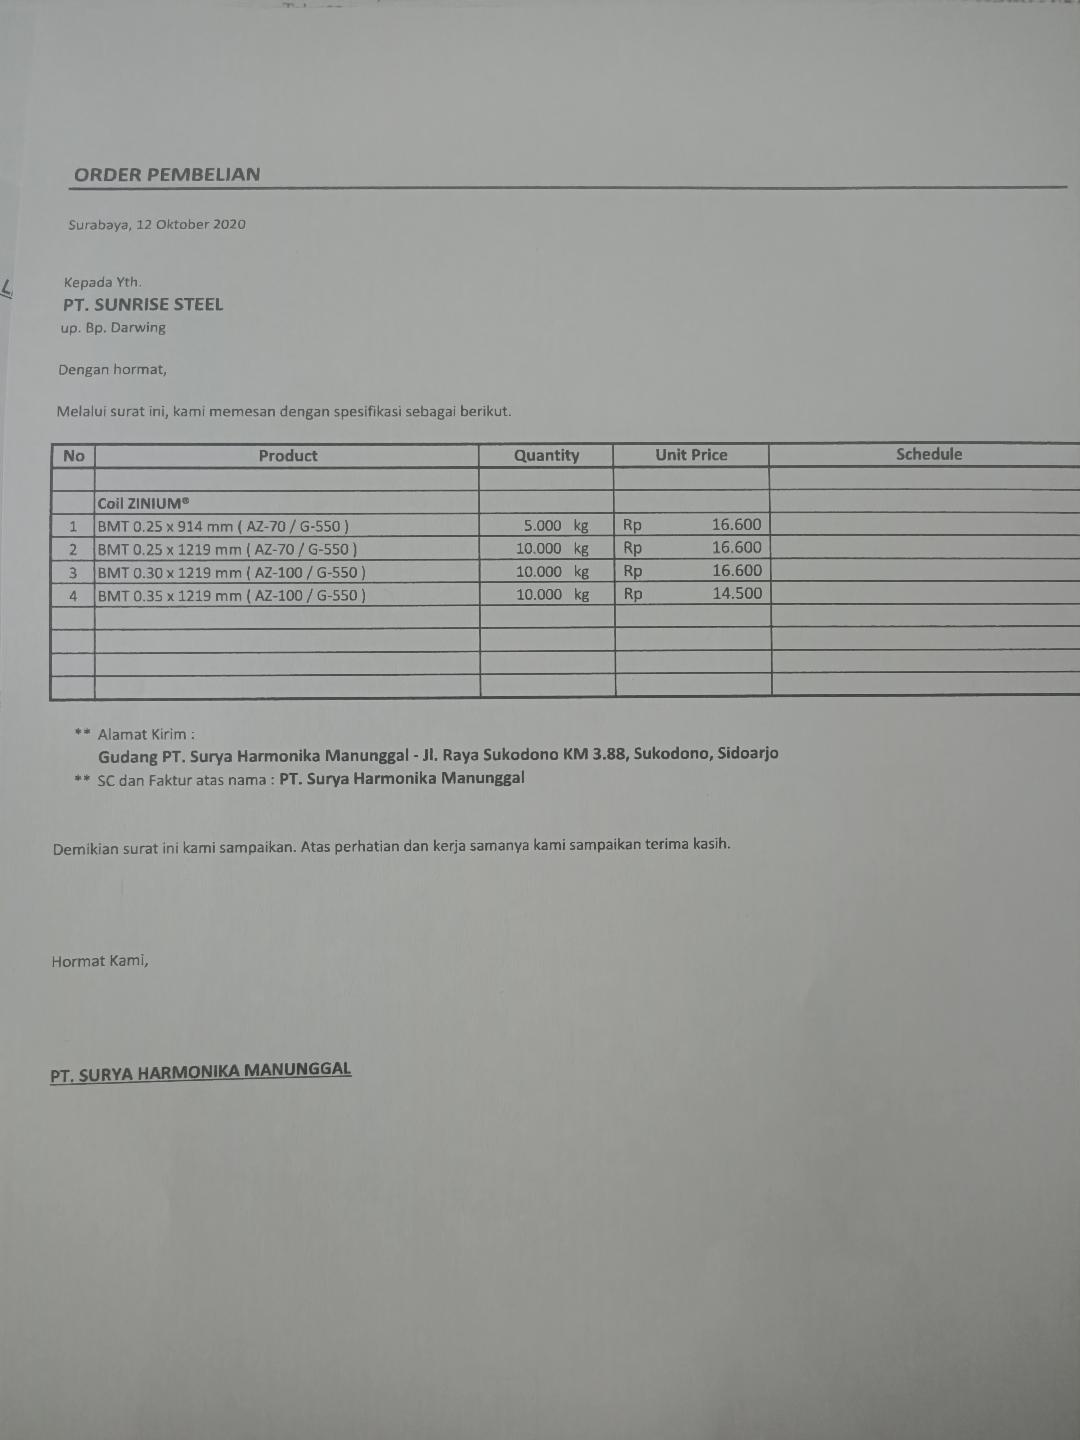 ORDER PEMBELIAN
Surabaya, 12 Oktober 2020
Kepada Yth.
PT. SUNRISE STEEL
up. Bp. Darwing
Dengan hormat,
Melalui surat ini, kami memesan dengan spesifikasi sebagai berikut.
No Product Quantity Unit Price Schedule
Coil ZINIUM®
1 BMT 0.25 x 914 mm ( AZ-70 / G-550 ) 5.000 kg Rp 16.600
2 BMT 0.25 x 1219 mm ( AZ-70 / G-550 ) 10.000 kg Rp 16.600
3 BMT 0.30 x 1219 mm ( AZ-100 / G-550 ) 10.000 kg Rp 16.600
4 BMT 0.35 x 1219 mm ( AZ-100 / G-550 ) 10.000 kg Rp 14.500
** Alamat Kirim :
Gudang PT. Surya Harmonika Manunggal - Jl. Raya Sukodono KM 3.88, Sukodono, Sidoarjo
** SC dan Faktur atas nama : PT. Surya Harmonika Manunggal
Demikian surat ini kami sampaikan. Atas perhatian dan kerja samanya kami sampaikan terima kasih.
Hormat Kami,
PT. SURYA HARMONIKA MANUNGGAL